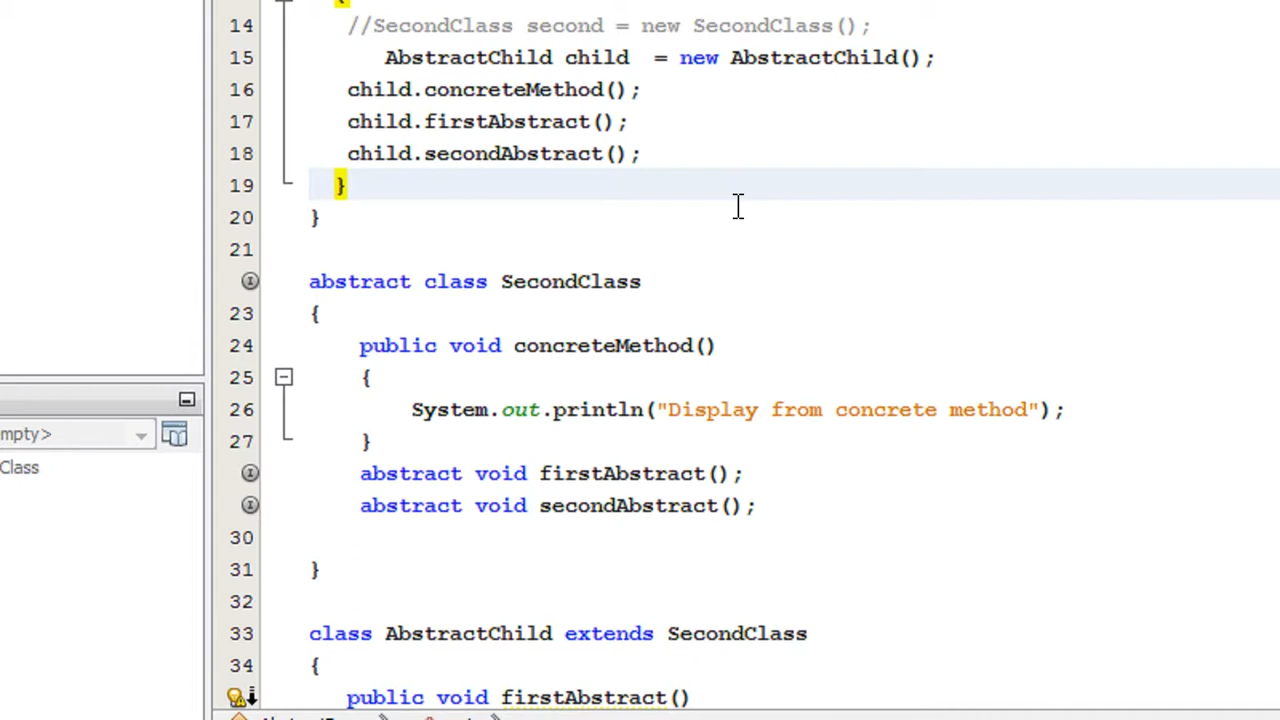 {
14 //SecondClass second = new SecondClass();
15 AbstractChild child  = new AbstractChild();
16 child.concreteMethod();
17 child.firstAbstract();
18 child.secondAbstract();
19 }
20 }
21
abstract class SecondClass
23 {
24 public void concreteMethod()
25 {
26 System.out.println("Display from concrete method");
27 }
abstract void firstAbstract();
abstract void secondAbstract();
30
31 }
32
33 class AbstractChild extends SecondClass
34 {
public void firstAbstract()
mpty>
Class